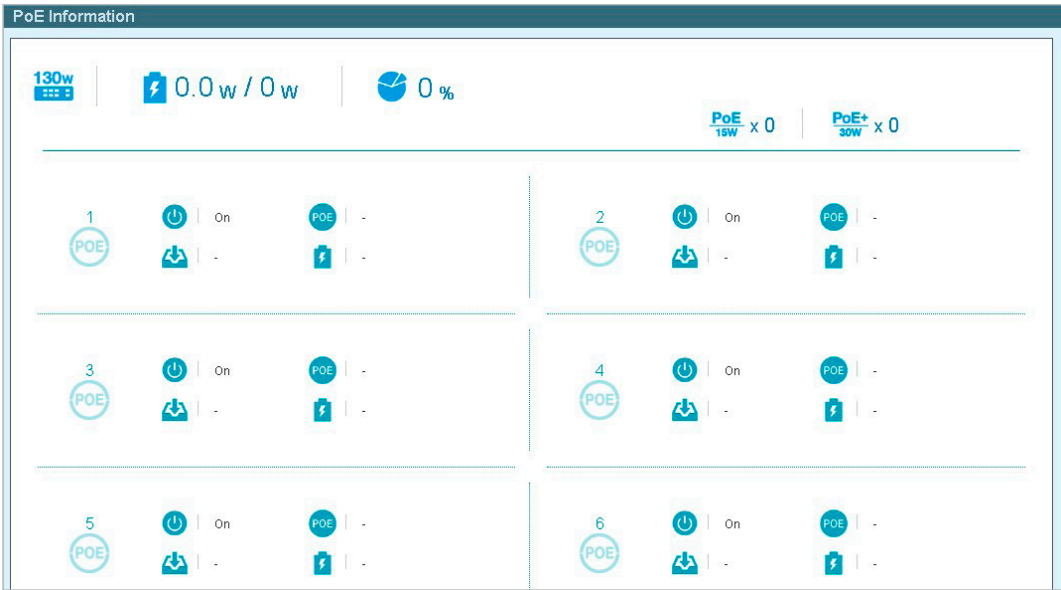 PoE Information
130w 0.0 w / 0 w 0 %
PoE 15W x 0 PoE+ 30W x 0
1 On POE - 2 On POE -
POE - - POE - -
3 On POE - 4 On POE -
POE - - POE - -
5 On POE - 6 On POE -
POE - - POE - -